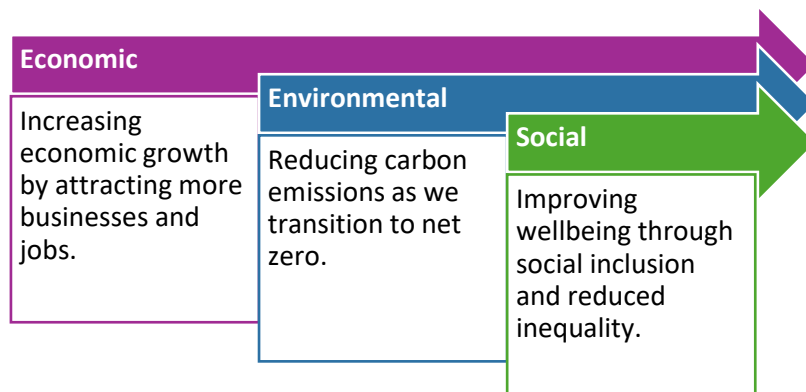 Economic
Increasing
economic growth
by attracting more
businesses and
jobs.
Environmental
Reducing carbon
emissions as we
transition to net
zero.
Social
Improving
wellbeing through
social inclusion
and reduced
inequality.